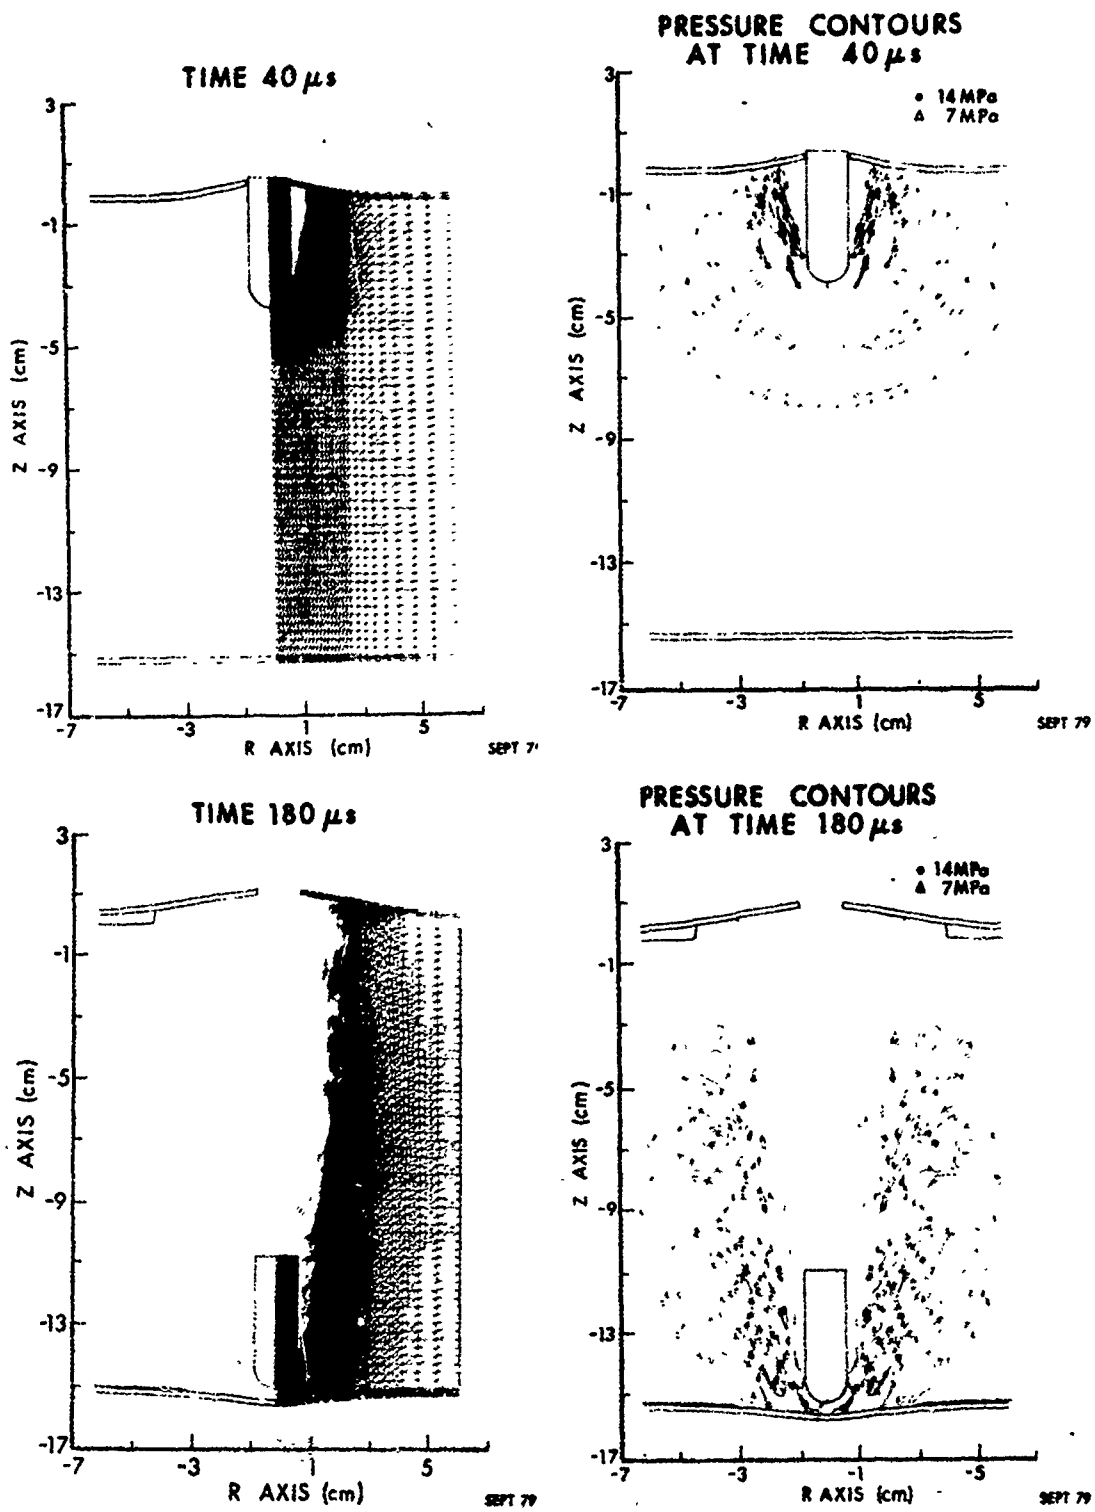 TIME 40 μs
3
-1
-5
-9
-13
-17
Z AXIS (cm)
-7
-3
1
5
R AXIS (cm)
SEPT 7
PRESSURE CONTOURS
AT TIME 40 μs
• 14 MPa
Δ 7 MPa
3
-1
-5
-9
-13
-17
Z AXIS (cm)
-7
-3
1
5
R AXIS (cm)
SEPT 79
TIME 180 μs
3
-1
-5
-9
-13
-17
Z AXIS (cm)
-7
-3
1
5
R AXIS (cm)
SEPT 79
PRESSURE CONTOURS
AT TIME 180 μs
• 14MPa
Δ 7MPa
3
-1
-5
-9
-13
-17
Z AXIS (cm)
-7
-3
-1
-5
R AXIS (cm)
SEPT 79